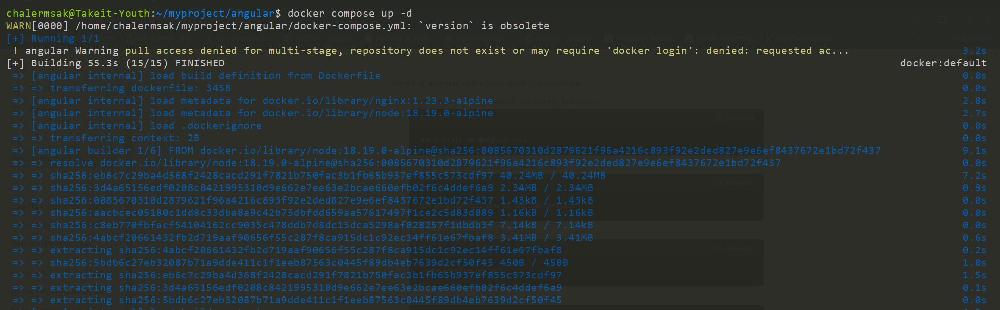 chalermsak@Takeit-Youth:~/myproject/angular$ docker compose up -d
WARN[0000] /home/chalermsak/myproject/angular/docker-compose.yml: `version` is obsolete
[+] Running 1/1
! angular Warning pull access denied for multi-stage, repository does not exist or may require 'docker login': denied: requested ac... 3.2s
[+] Building 55.3s (15/15) FINISHED docker:default
=> [angular internal] load build definition from Dockerfile 0.0s
=> => transferring dockerfile: 345B 0.0s
=> [angular internal] load metadata for docker.io/library/nginx:1.23.3-alpine 2.8s
=> [angular internal] load metadata for docker.io/library/node:18.19.0-alpine 2.7s
=> [angular internal] load .dockerignore 0.0s
=> => transferring context: 2B 0.0s
=> [angular builder 1/6] FROM docker.io/library/node:18.19.0-alpine@sha256:0085670310d2879621f96a4216c893f92e2ded827e9e6ef8437672e1bd72f437 9.1s
=> => resolve docker.io/library/node:18.19.0-alpine@sha256:0085670310d2879621f96a4216c893f92e2ded827e9e6ef8437672e1bd72f437 0.0s
=> => sha256:eb6c7c29ba4d368f2428cacd291f7821b750fac3b1fb65b937ef855c573cdf97 40.24MB / 40.24MB 7.2s
=> => sha256:3d4a65156edf0208c8421995310d9e662e7ee63e2bcae660efb02f6c4ddef6a9 2.34MB / 2.34MB 0.9s
=> => sha256:0085670310d2879621f96a4216c893f92e2ded827e9e6ef8437672e1bd72f437 1.43kB / 1.43kB 0.0s
=> => sha256:aacbcec05180c1dd8c33dba8a9c42b75dbfdd659aa57617497f1ce2c5d83d889 1.16kB / 1.16kB 0.0s
=> => sha256:c8eb770fbfacf54104162cc9035c478ddb7d8dc15dca5298af028257f1dbdb3f 7.14kB / 7.14kB 0.0s
=> => sha256:4abcf20661432fb2d719aaf90656f55c287f8ca915dc1c92ec14ff61e67fbaf8 3.41MB / 3.41MB 0.6s
=> => extracting sha256:4abcf20661432fb2d719aaf90656f55c287f8ca915dc1c92ec14ff61e67fbaf8 0.2s
=> => sha256:5bdb6c27eb32087b71a9dde411c1f1eeb87563c0445f89db4eb7639d2cf50f45 450B / 450B 1.0s
=> => extracting sha256:eb6c7c29ba4d368f2428cacd291f7821b750fac3b1fb65b937ef855c573cdf97 1.5s
=> => extracting sha256:3d4a65156edf0208c8421995310d9e662e7ee63e2bcae660efb02f6c4ddef6a9 0.1s
=> => extracting sha256:5bdb6c27eb32087b71a9dde411c1f1eeb87563c0445f89db4eb7639d2cf50f45 0.0s